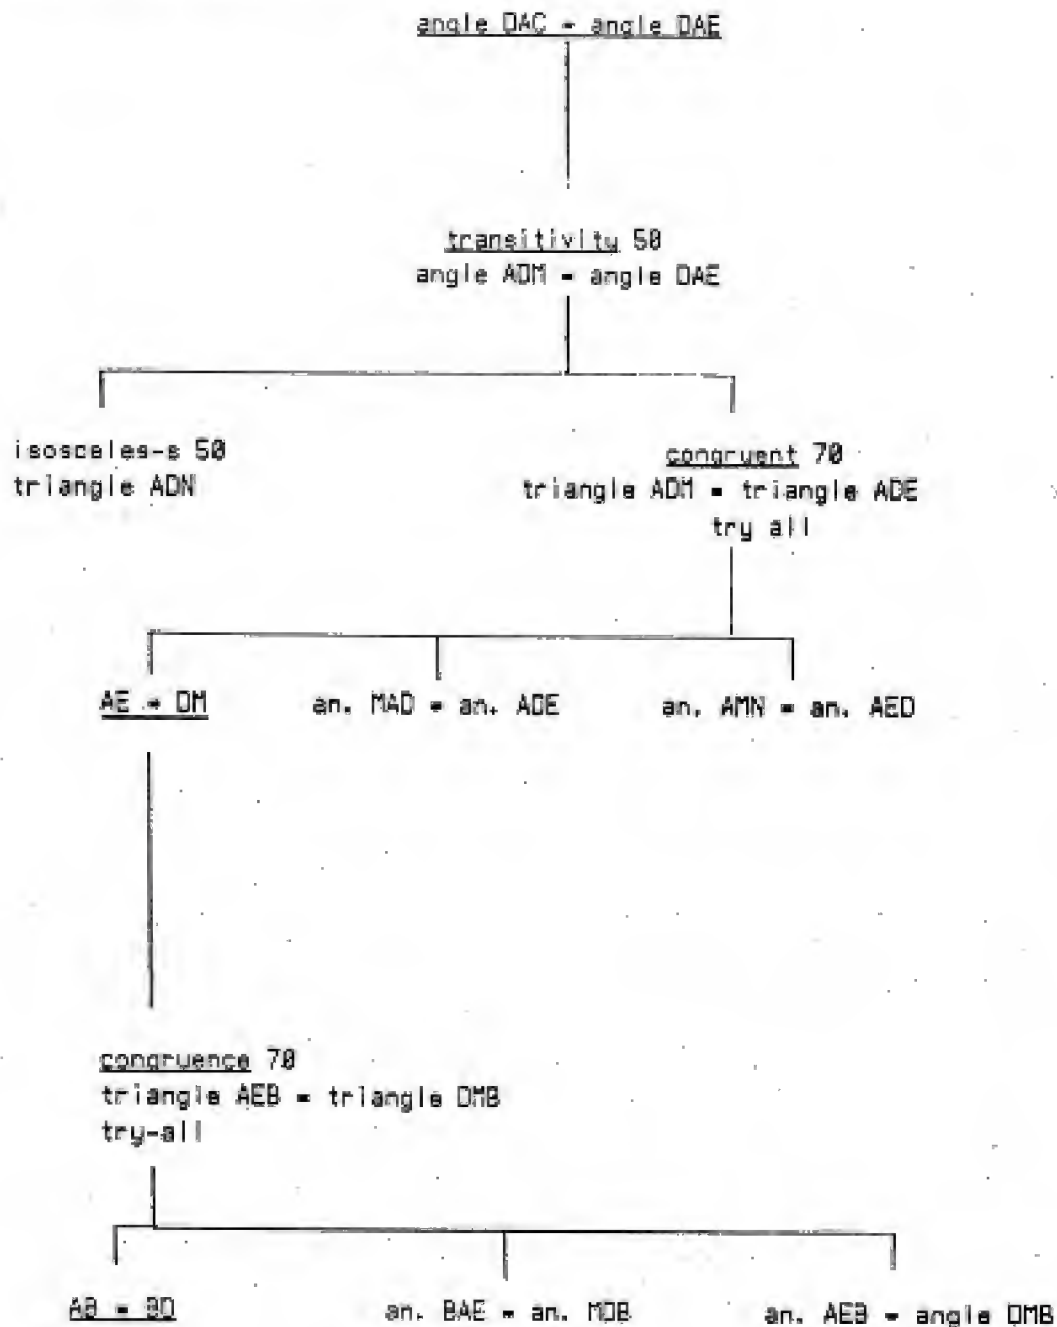 angle DAC = angle DAE
transitivity 50
angle ADM = angle DAE
isosceles-s 50
triangle ADN
congruent 70
triangle ADM = triangle ADE
try all
AE = DM
an. MAD = an. ADE
an. AMN = an. AED
congruence 70
triangle AEB = triangle DMB
try-all
AB = BD
an. BAE = an. MDB
an. AEB = angle DMB